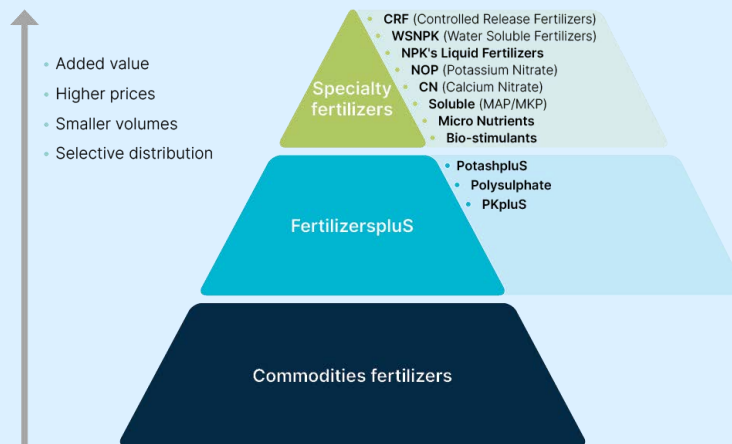 • Added value
• Higher prices
• Smaller volumes
• Selective distribution
Specialty
fertilizers
• CRF (Controlled Release Fertilizers)
• WSNPK (Water Soluble Fertilizers)
• NPK's Liquid Fertilizers
• NOP (Potassium Nitrate)
• CN (Calcium Nitrate)
• Soluble (MAP/MKP)
• Micro Nutrients
• Bio-stimulants
FertilizerspluS
• PotashpluS
• Polysulphate
• PKpluS
Commodities fertilizers